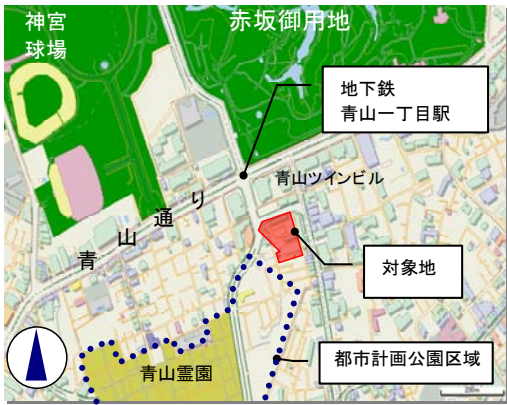 神宮
球場
赤坂御用地
地下鉄
青山一丁目駅
青山ツインビル
青山通り
対象地
都市計画公園区域
青山霊園